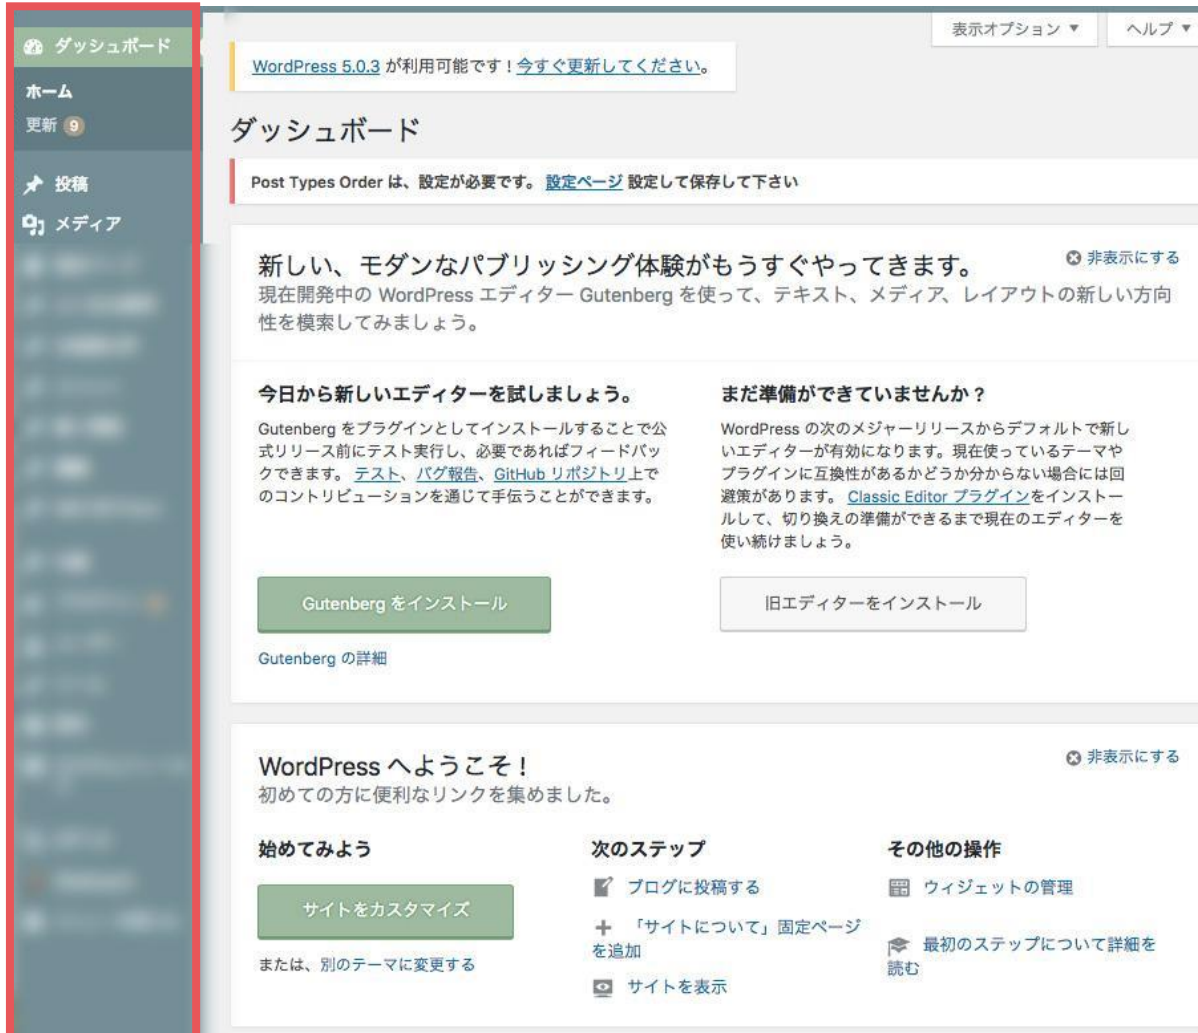 ダッシュボード
ホーム
更新 9
投稿
メディア
表示オプション ▼
ヘルプ ▼
WordPress 5.0.3 が利用可能です ! 今すぐ更新してください。
ダッシュボード
Post Types Order は、設定が必要です。 設定ページ 設定して保存して下さい
新しい、モダンなパブリッシング体験がもうすぐやってきます。
非表示にする
現在開発中の WordPress エディター Gutenberg を使って、テキスト、メディア、レイアウトの新しい方向
性を模索してみましょう。
今日から新しいエディターを試しましょう。
Gutenberg をプラグインとしてインストールすることで公
式リリース前にテスト実行し、必要であればフィードバッ
クできます。 テスト、バグ報告、GitHub リポジトリ上で
のコントリビューションを通じて手伝うことができます。
Gutenberg をインストール
Gutenberg の詳細
まだ準備ができていませんか ?
WordPress の次のメジャーリリースからデフォルトで新し
いエディターが有効になります。現在使っているテーマや
プラグインに互換性があるかどうか分からない場合には回
避策があります。 Classic Editor プラグインをインストー
ルして、切り換えの準備ができるまで現在のエディターを
使い続けましょう。
旧エディターをインストール
WordPress へようこそ !
非表示にする
初めての方に便利なリンクを集めました。
始めてみよう
サイトをカスタマイズ
または、別のテーマに変更する
次のステップ
ブログに投稿する
「サイトについて」固定ページ
を追加
サイトを表示
その他の操作
ウィジェットの管理
最初のステップについて詳細を
読む